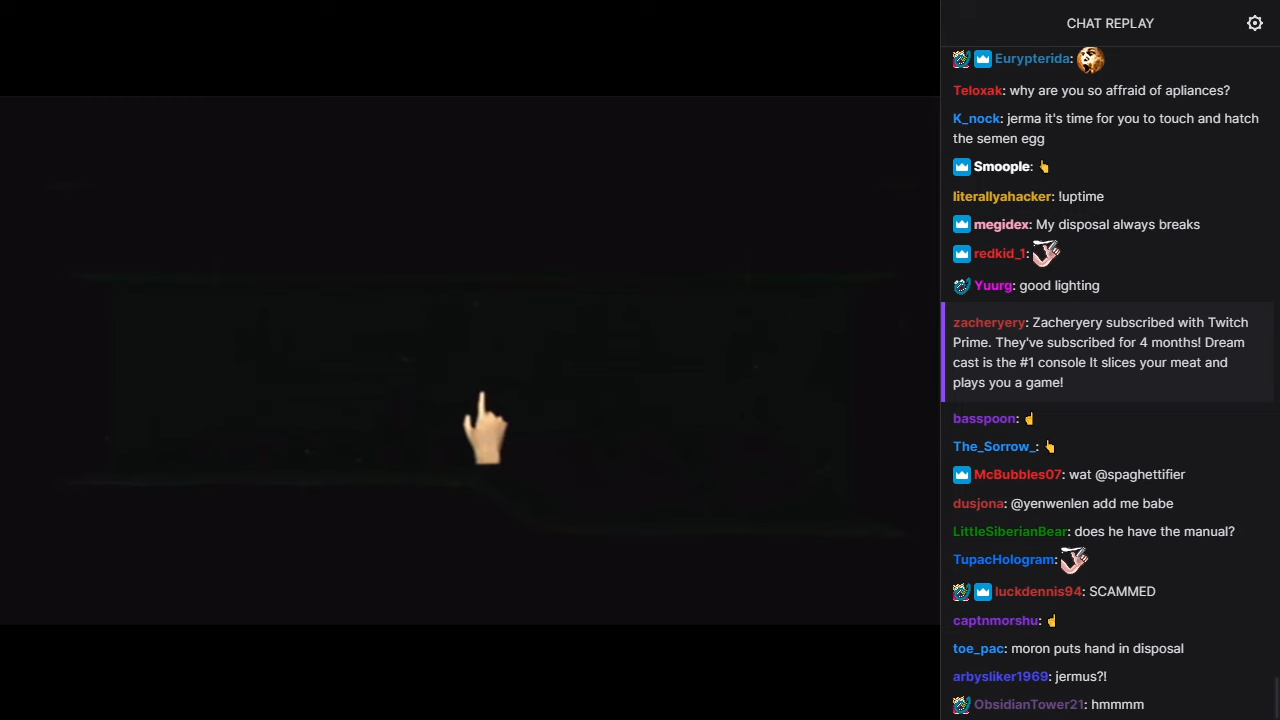 CHAT REPLAY
Eurypterida:
Teloxak: why are you so affraid of apliances?
K_nock: jerma it's time for you to touch and hatch
the semen egg
Smoople: 👆
literallyahacker: !uptime
megidex: My disposal always breaks
redkid_1:
Yuurg: good lighting
zacheryery: Zacheryery subscribed with Twitch
Prime. They've subscribed for 4 months! Dream
cast is the #1 console It slices your meat and
plays you a game!
basspoon: ☝
The_Sorrow_: 👆
McBubbles07: wat @spaghettifier
dusjona: @yenwenlen add me babe
LittleSiberianBear: does he have the manual?
TupacHologram:
luckdennis94: SCAMMED
captnmorshu: ☝
toe_pac: moron puts hand in disposal
arbysliker1969: jermus?!
ObsidianTower21: hmmmm